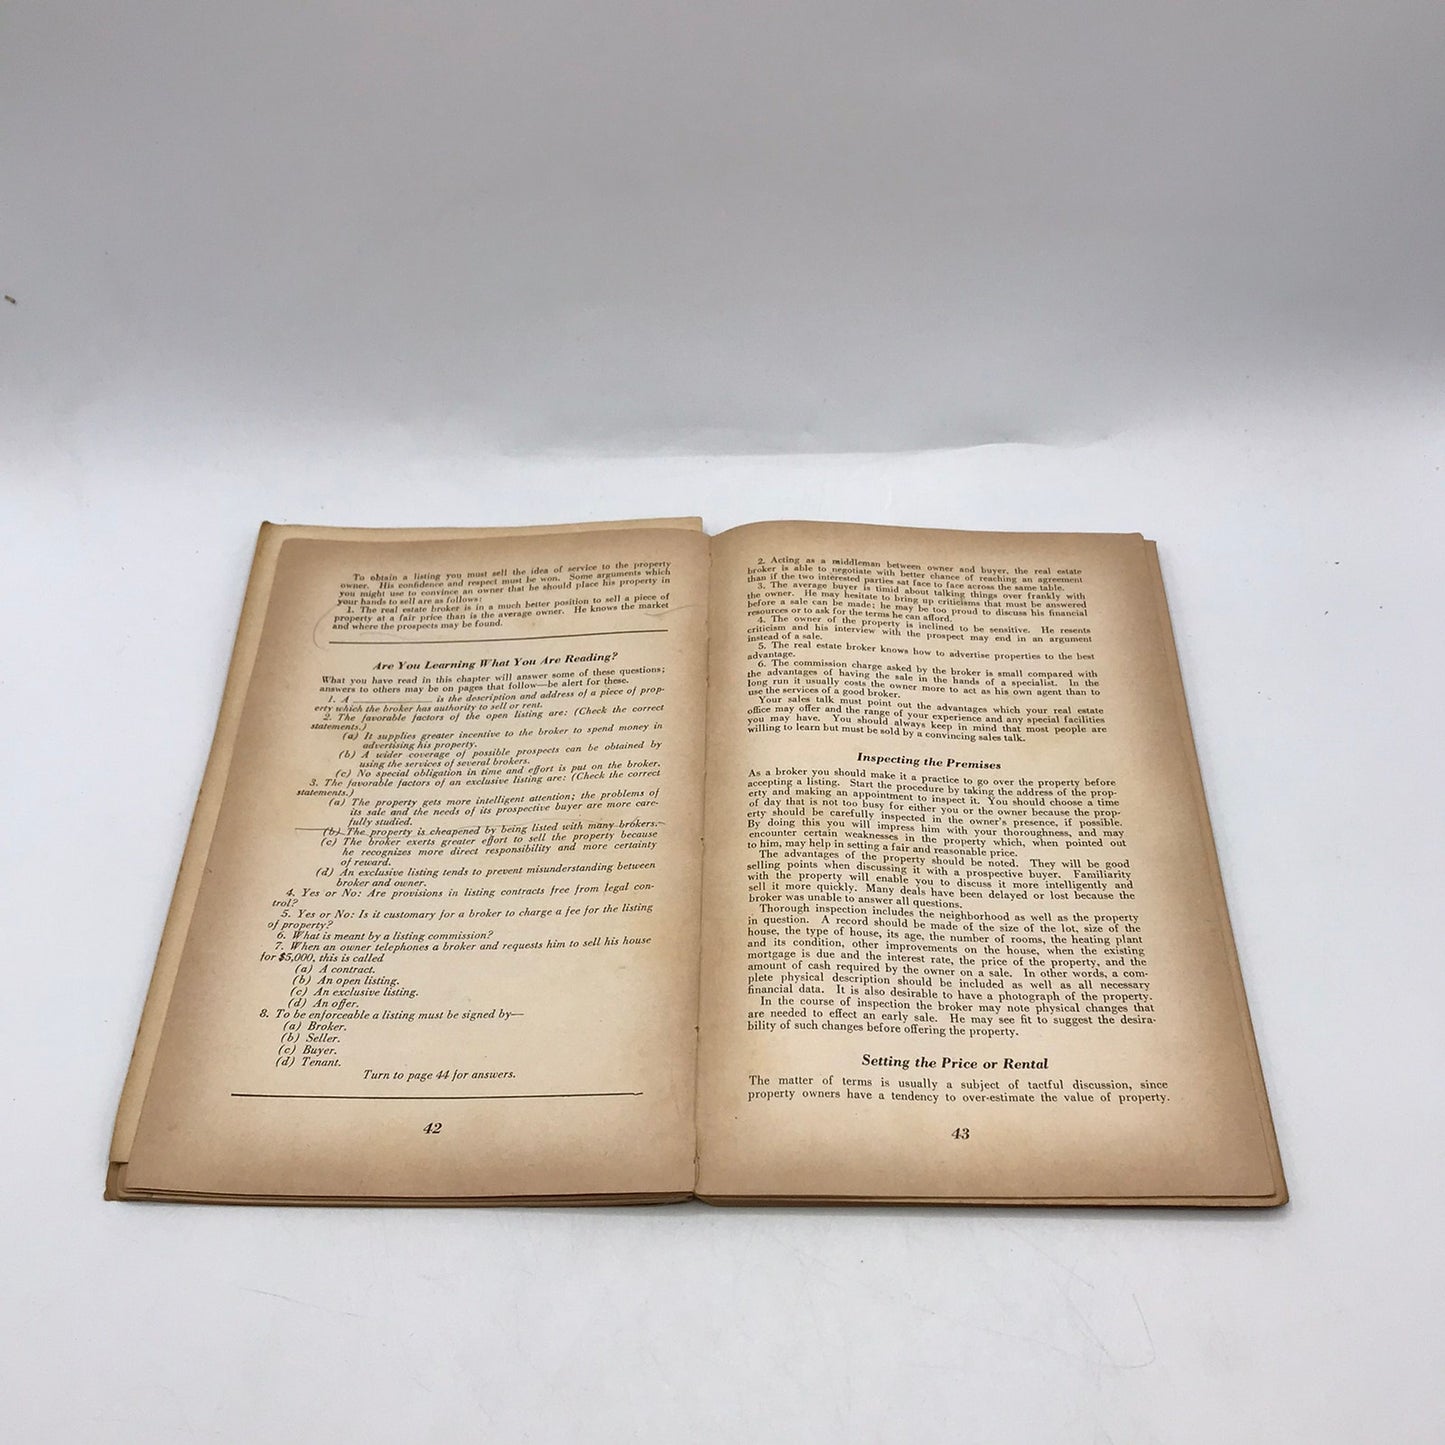 To obtain a listing you must sell the idea of service to the property
owner. His confidence and respect must be won. Some arguments which
you might use to convince an owner that he should place his property in
your hands to sell are as follows:
1. The real estate broker is in a much better position to sell a piece of
property at a fair price than is the average owner. He knows the market
and where the prospects may be found.
Are You Learning What You Are Reading?
What you have read in this chapter will answer some of these questions;
answers to others may be on pages that follow—be alert for these.
1. A ____________ is the description and address of a piece of prop-
erty which the broker has authority to sell or rent.
2. The favorable factors of the open listing are: (Check the correct
statements.)
(a) It supplies greater incentive to the broker to spend money in
advertising his property.
(b) A wider coverage of possible prospects can be obtained by
using the services of several brokers.
(c) No special obligation in time and effort is put on the broker.
3. The favorable factors of an exclusive listing are: (Check the correct
statements.)
(a) The property gets more intelligent attention; the problems of
its sale and the needs of its prospective buyer are more care-
fully studied.
(b) The property is cheapened by being listed with many brokers.
(c) The broker exerts greater effort to sell the property because
he recognizes more direct responsibility and more certainty
of reward.
(d) An exclusive listing tends to prevent misunderstanding between
broker and owner.
4. Yes or No: Are provisions in listing contracts free from legal con-
trol?
5. Yes or No: Is it customary for a broker to charge a fee for the listing
of property?
6. What is meant by a listing commission?
7. When an owner telephones a broker and requests him to sell his house
for $5,000, this is called
(a) A contract.
(b) An open listing.
(c) An exclusive listing.
(d) An offer.
8. To be enforceable a listing must be signed by—
(a) Broker.
(b) Seller.
(c) Buyer.
(d) Tenant.
Turn to page 44 for answers.
42
2. Acting as a middleman between owner and buyer, the real estate
broker is able to negotiate with better chance of reaching an agreement
than if the two interested parties sat face to face across the same table.
3. The average buyer is timid about talking things over frankly with
the owner. He may hesitate to bring up criticisms that must be answered
before a sale can be made; he may be too proud to discuss his financial
resources or to ask for the terms he can afford.
4. The owner of the property is inclined to be sensitive. He resents
criticism and his interview with the prospect may end in an argument
instead of a sale.
5. The real estate broker knows how to advertise properties to the best
advantage.
6. The commission charge asked by the broker is small compared with
the advantages of having the sale in the hands of a specialist. In the
long run it usually costs the owner more to act as his own agent than to
use the services of a good broker.
Your sales talk must point out the advantages which your real estate
office may offer and the range of your experience and any special facilities
you may have. You should always keep in mind that most people are
willing to learn but must be sold by a convincing sales talk.
Inspecting the Premises
As a broker you should make it a practice to go over the property before
accepting a listing. Start the procedure by taking the address of the prop-
erty and making an appointment to inspect it. You should choose a time
of day that is not too busy for either you or the owner because the prop-
erty should be carefully inspected in the owner's presence, if possible.
By doing this you will impress him with your thoroughness, and may
encounter certain weaknesses in the property which, when pointed out
to him, may help in setting a fair and reasonable price.
The advantages of the property should be noted. They will be good
selling points when discussing it with a prospective buyer. Familiarity
with the property will enable you to discuss it more intelligently and
sell it more quickly. Many deals have been delayed or lost because the
broker was unable to answer all questions.
Thorough inspection includes the neighborhood as well as the property
in question. A record should be made of the size of the lot, size of the
house, the type of house, its age, the number of rooms, the heating plant
and its condition, other improvements on the house, when the existing
mortgage is due and the interest rate, the price of the property, and the
amount of cash required by the owner on a sale. In other words, a com-
plete physical description should be included as well as all necessary
financial data. It is also desirable to have a photograph of the property.
In the course of inspection the broker may note physical changes that
are needed to effect an early sale. He may see fit to suggest the desira-
bility of such changes before offering the property.
Setting the Price or Rental
The matter of terms is usually a subject of tactful discussion, since
property owners have a tendency to over-estimate the value of property.
43